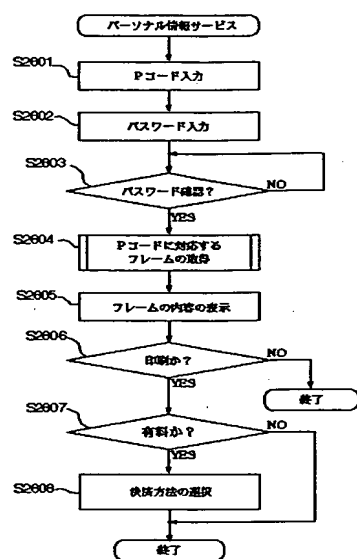 パーソナル情報サービス
S2601
Pコード入力
S2602
パスワード入力
S2603
パスワード確認?
NO
YES
S2604
Pコードに対応する
フレームの取得
S2605
フレームの内容の表示
S2606
印刷か?
NO
YES
終了
S2607
有料か?
NO
YES
S2608
決済方法の選択
終了